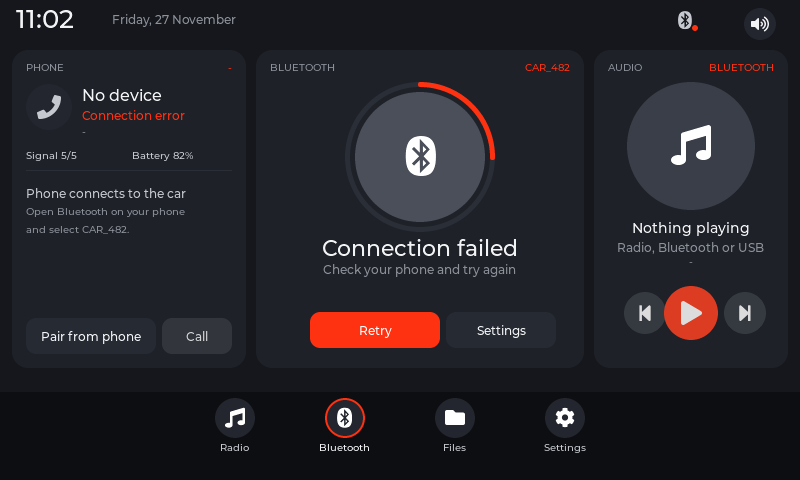 11:02
Friday, 27 November
PHONE
-
No device
Connection error
-
Signal 5/5
Battery 82%
Phone connects to the car
Open Bluetooth on your phone
and select CAR_482.
Pair from phone
Call
BLUETOOTH
CAR_482
Connection failed
Check your phone and try again
Retry
Settings
AUDIO
BLUETOOTH
Nothing playing
Radio, Bluetooth or USB
-
Radio
Bluetooth
Files
Settings